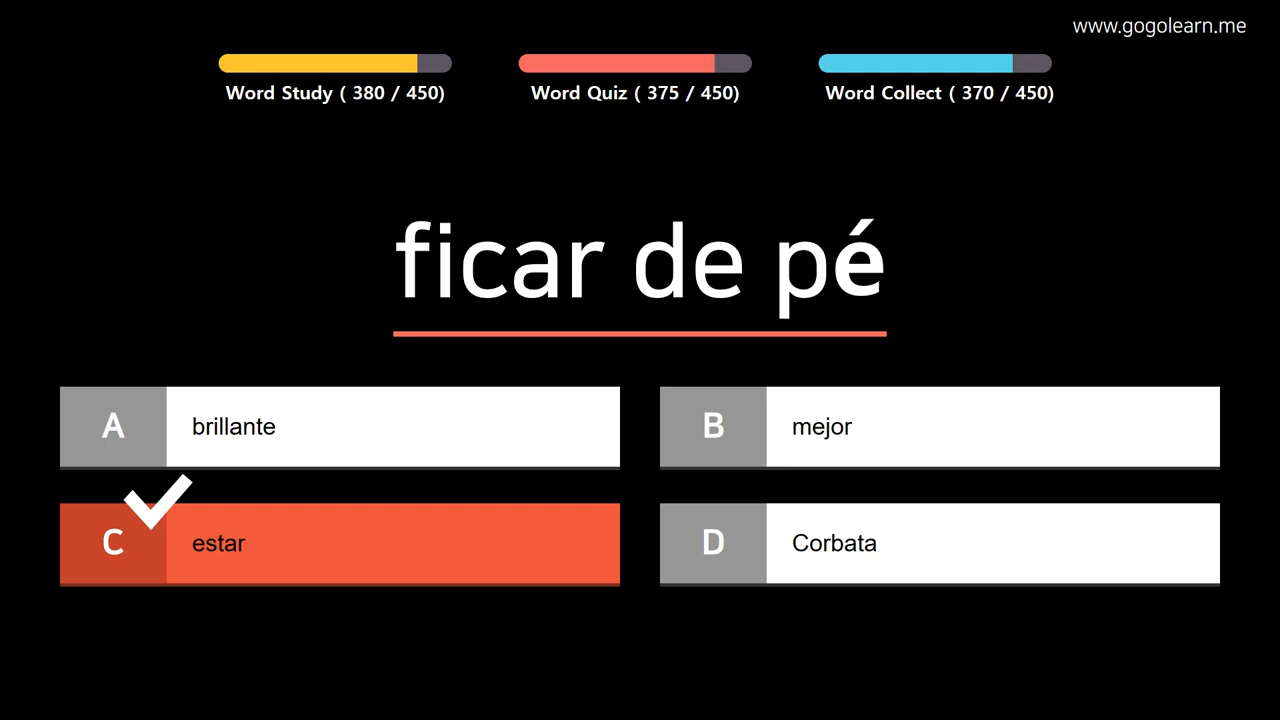 www.gogolearn.me
Word Study ( 380 / 450)
Word Quiz ( 375 / 450)
Word Collect ( 370 / 450)
ficar de pé
A brillante
B mejor
C estar
D Corbata